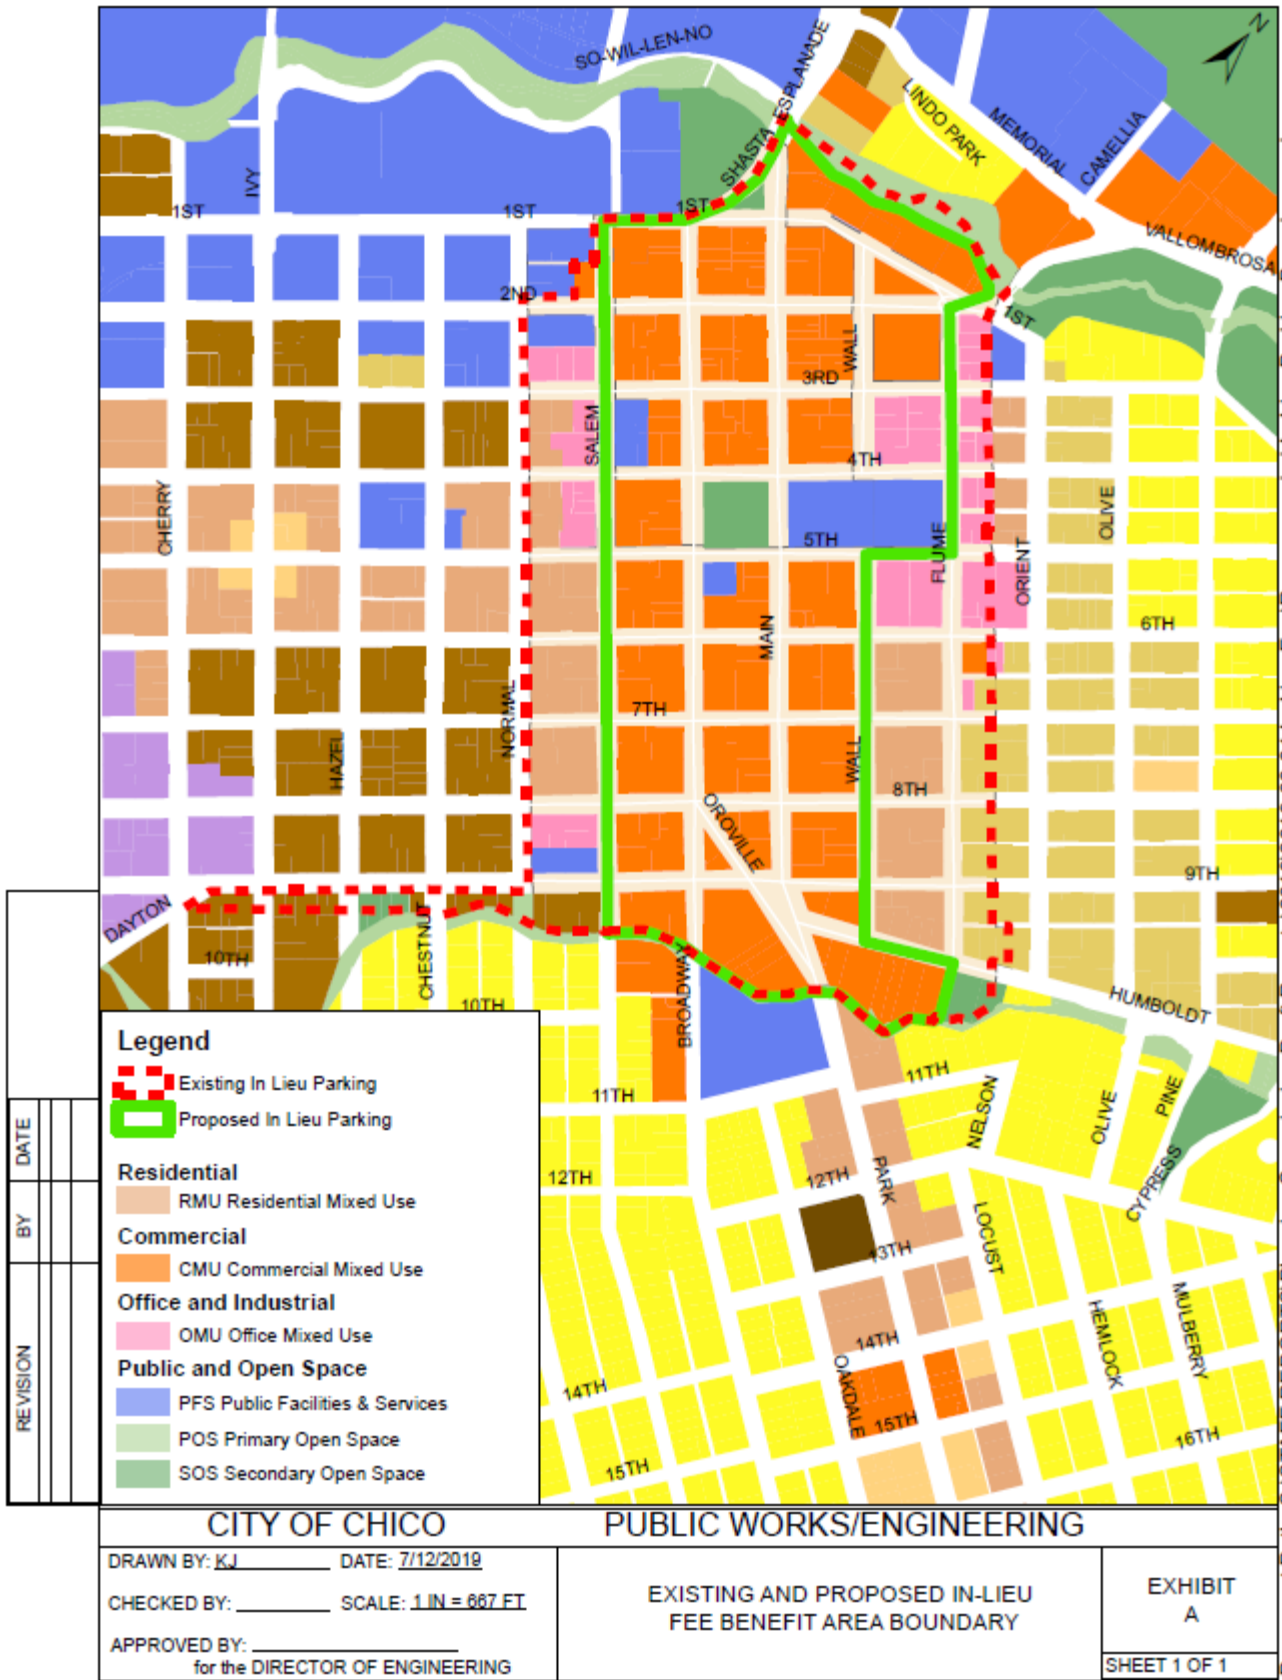 N
SO-WIL-LEN-NO
ESPLANADE
SHASTA
LINDO PARK
MEMORIAL
CAMELLIA
VALLOMBROSA
IVY
1ST
1ST
1ST
1ST
2ND
WALL
3RD
SALEM
4TH
CHERRY
5TH
FLUME
OLIVE
ORIENT
6TH
MAIN
NORMAL
7TH
HAZEL
WALL
8TH
OROVILLE
9TH
DAYTON
CHESTNUT
10TH
10TH
BROADWAY
HUMBOLDT
11TH
11TH
NELSON
OLIVE
PINE
CYPRESS
12TH
12TH
PARK
LOCUST
13TH
HEMLOCK
MULBERRY
14TH
14TH
OAKDALE
15TH
15TH
16TH
Legend
Existing In Lieu Parking
Proposed In Lieu Parking
Residential
RMU Residential Mixed Use
Commercial
CMU Commercial Mixed Use
Office and Industrial
OMU Office Mixed Use
Public and Open Space
PFS Public Facilities & Services
POS Primary Open Space
SOS Secondary Open Space
DATE
BY
REVISION
CITY OF CHICO
PUBLIC WORKS/ENGINEERING
DRAWN BY: KJ DATE: 7/12/2019
CHECKED BY: SCALE: 1 IN = 667 FT
APPROVED BY:
for the DIRECTOR OF ENGINEERING
EXISTING AND PROPOSED IN-LIEU
FEE BENEFIT AREA BOUNDARY
EXHIBIT
A
SHEET 1 OF 1